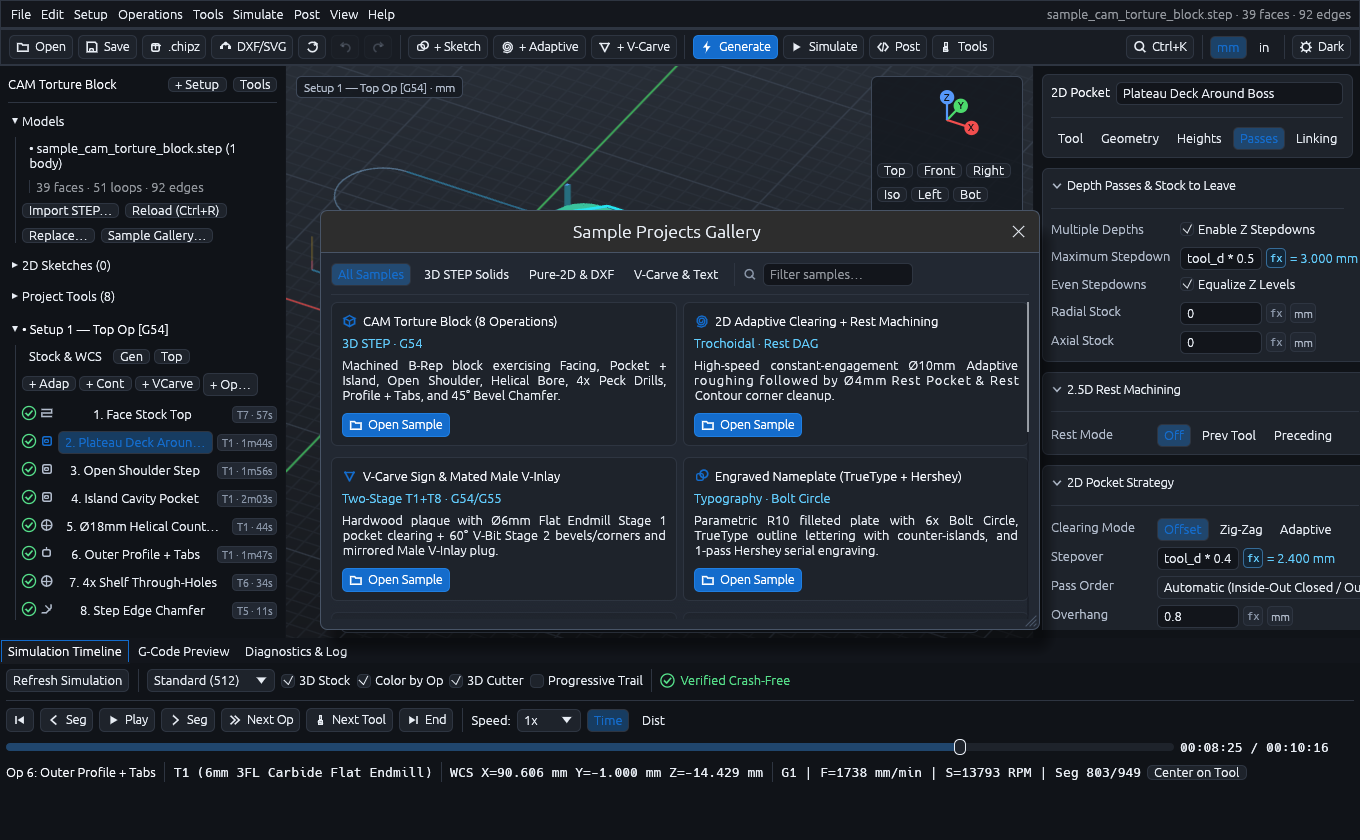 File Edit Setup Operations Tools Simulate Post View Help
sample_cam_torture_block.step · 39 faces · 92 edges
Open Save .chipz DXF/SVG + Sketch + Adaptive + V-Carve Generate Simulate Post Tools Ctrl+K mm in Dark
CAM Torture Block + Setup Tools
Models
• sample_cam_torture_block.step (1
body)
39 faces · 51 loops · 92 edges
Import STEP… Reload (Ctrl+R)
Replace… Sample Gallery…
2D Sketches (0)
Project Tools (8)
• Setup 1 — Top Op [G54]
Stock & WCS Gen Top
+ Adap + Cont + VCarve + Op…
1. Face Stock Top T7 · 57s
2. Plateau Deck Aroun… T1 · 1m44s
3. Open Shoulder Step T1 · 1m56s
4. Island Cavity Pocket T1 · 2m03s
5. Ø18mm Helical Count… T1 · 44s
6. Outer Profile + Tabs T1 · 1m47s
7. 4x Shelf Through-Holes T6 · 34s
8. Step Edge Chamfer T5 · 11s
Setup 1 — Top Op [G54] · mm
Z
Y
X
Top Front Right
Iso Left Bot
Sample Projects Gallery
All Samples 3D STEP Solids Pure-2D & DXF V-Carve & Text Filter samples…
CAM Torture Block (8 Operations)
3D STEP · G54
Machined B-Rep block exercising Facing, Pocket +
Island, Open Shoulder, Helical Bore, 4x Peck Drills,
Profile + Tabs, and 45° Bevel Chamfer.
Open Sample
2D Adaptive Clearing + Rest Machining
Trochoidal · Rest DAG
High-speed constant-engagement Ø10mm Adaptive
roughing followed by Ø4mm Rest Pocket & Rest
Contour corner cleanup.
Open Sample
V-Carve Sign & Mated Male V-Inlay
Two-Stage T1+T8 · G54/G55
Hardwood plaque with Ø6mm Flat Endmill Stage 1
pocket clearing + 60° V-Bit Stage 2 bevels/corners and
mirrored Male V-Inlay plug.
Open Sample
Engraved Nameplate (TrueType + Hershey)
Typography · Bolt Circle
Parametric R10 filleted plate with 6x Bolt Circle,
TrueType outline lettering with counter-islands, and
1-pass Hershey serial engraving.
Open Sample
2D Pocket Plateau Deck Around Boss
Tool Geometry Heights Passes Linking
Depth Passes & Stock to Leave
Multiple Depths Enable Z Stepdowns
Maximum Stepdown tool_d * 0.5 fx = 3.000 mm
Even Stepdowns Equalize Z Levels
Radial Stock 0 fx mm
Axial Stock 0 fx mm
2.5D Rest Machining
Rest Mode Off Prev Tool Preceding
2D Pocket Strategy
Clearing Mode Offset Zig-Zag Adaptive
Stepover tool_d * 0.4 fx = 2.400 mm
Pass Order Automatic (Inside-Out Closed / Ou
Overhang 0.8 fx mm
Simulation Timeline G-Code Preview Diagnostics & Log
Refresh Simulation Standard (512) 3D Stock Color by Op 3D Cutter Progressive Trail Verified Crash-Free
Seg Play Seg Next Op Next Tool End Speed: 1x Time Dist
00:08:25 / 00:10:16
Op 6: Outer Profile + Tabs T1 (6mm 3FL Carbide Flat Endmill) WCS X=90.606 mm Y=-1.000 mm Z=-14.429 mm G1 | F=1738 mm/min | S=13793 RPM | Seg 803/949 Center on Tool